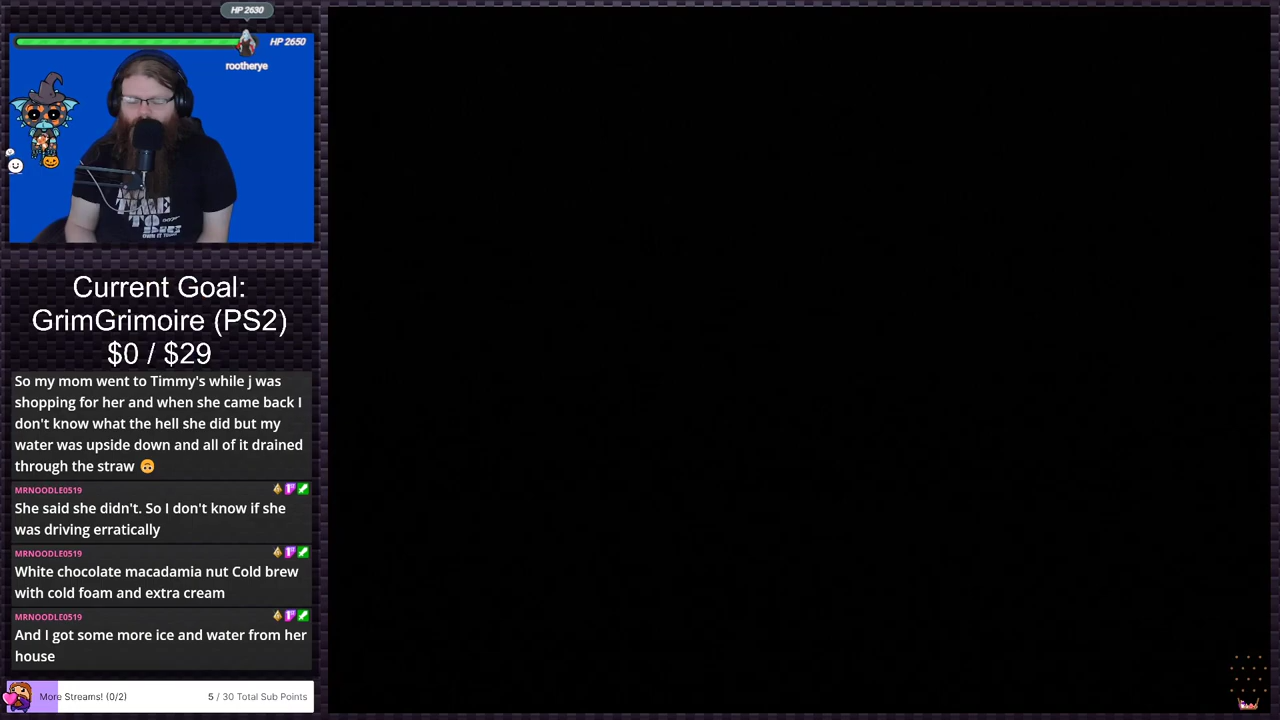 HP 2630
HP 2650
rootherye
TIME
TO
007
Current Goal:
GrimGrimoire (PS2)
$0 / $29
So my mom went to Timmy's while j was
shopping for her and when she came back I
don't know what the hell she did but my
water was upside down and all of it drained
through the straw 🙃
MRNOODLE0519
She said she didn't. So I don't know if she
was driving erratically
MRNOODLE0519
White chocolate macadamia nut Cold brew
with cold foam and extra cream
MRNOODLE0519
And I got some more ice and water from her
house
More Streams! (0/2)
5 / 30 Total Sub Points